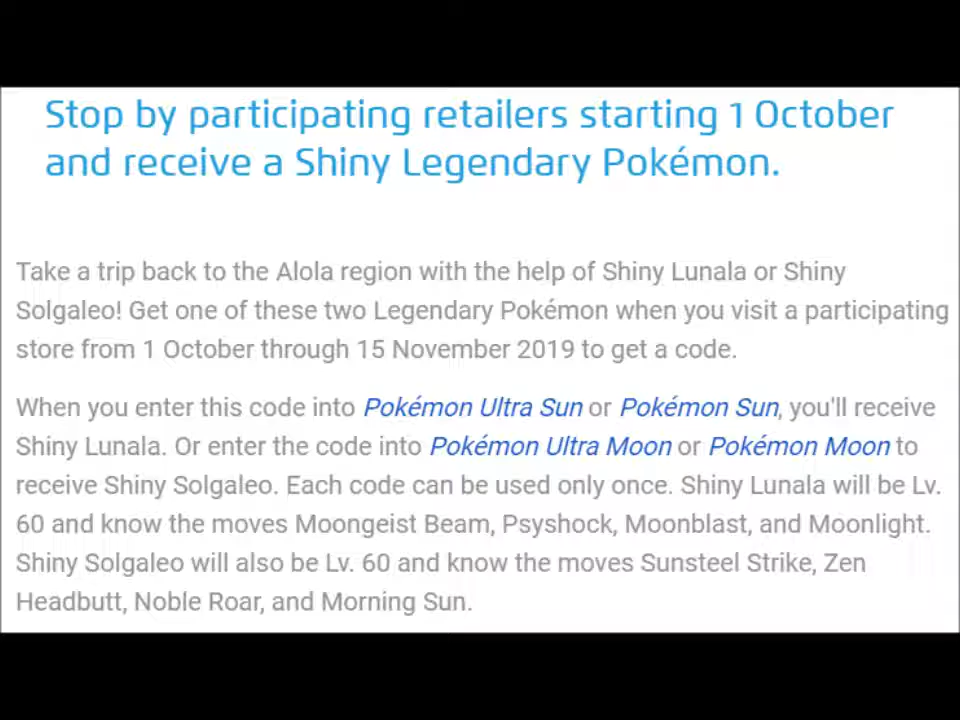 Stop by participating retailers starting 1 October
and receive a Shiny Legendary Pokémon.
Take a trip back to the Alola region with the help of Shiny Lunala or Shiny
Solgaleo! Get one of these two Legendary Pokémon when you visit a participating
store from 1 October through 15 November 2019 to get a code.
When you enter this code into Pokémon Ultra Sun or Pokémon Sun, you'll receive
Shiny Lunala. Or enter the code into Pokémon Ultra Moon or Pokémon Moon to
receive Shiny Solgaleo. Each code can be used only once. Shiny Lunala will be Lv.
60 and know the moves Moongeist Beam, Psyshock, Moonblast, and Moonlight.
Shiny Solgaleo will also be Lv. 60 and know the moves Sunsteel Strike, Zen
Headbutt, Noble Roar, and Morning Sun.